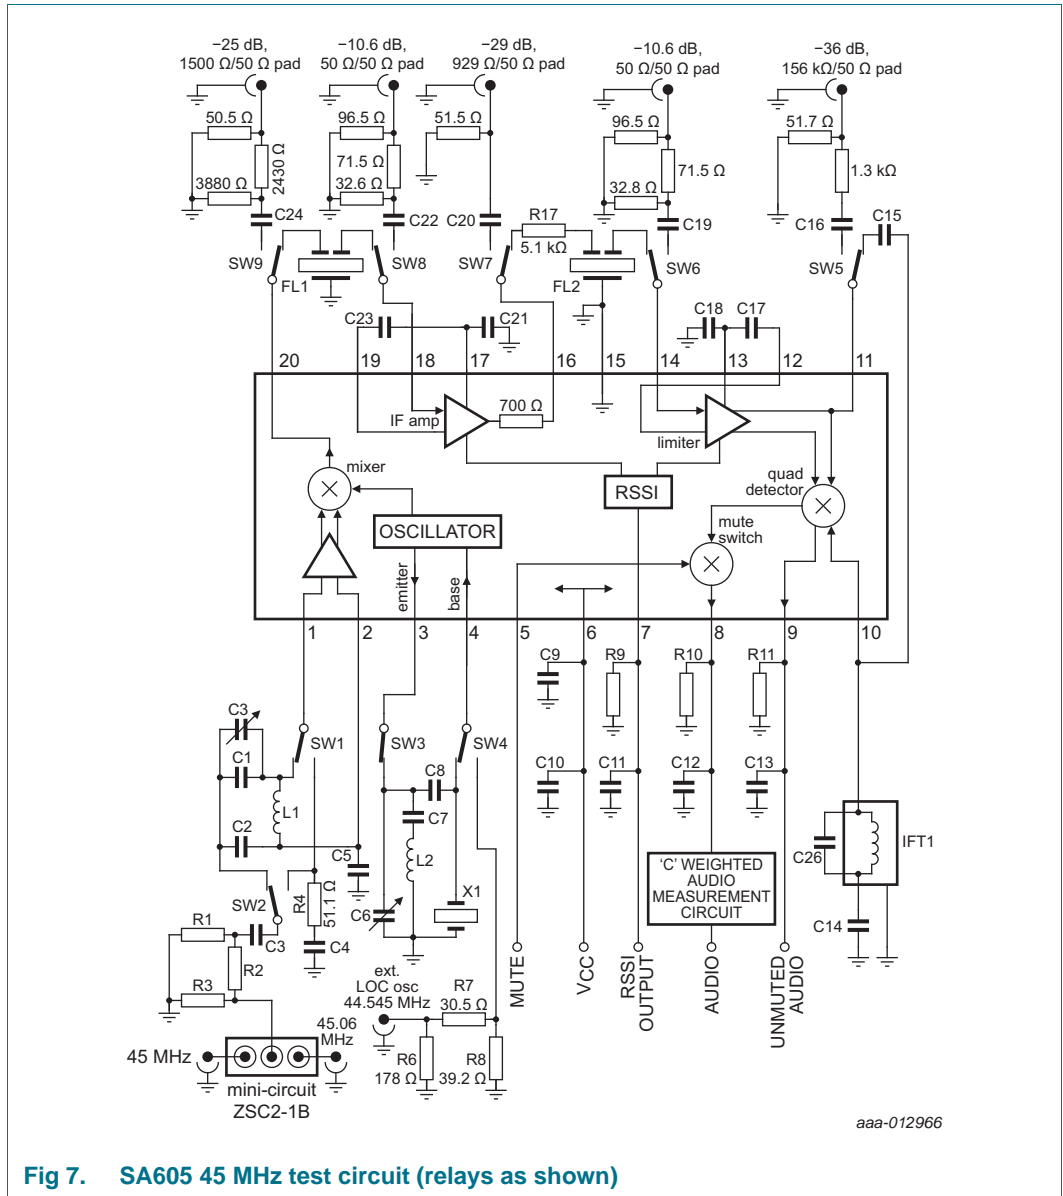 −25 dB,
1500 Ω/50 Ω pad
−10.6 dB,
50 Ω/50 Ω pad
−29 dB,
929 Ω/50 Ω pad
−10.6 dB,
50 Ω/50 Ω pad
−36 dB,
156 kΩ/50 Ω pad
50.5 Ω
96.5 Ω
51.5 Ω
96.5 Ω
51.7 Ω
2430 Ω
71.5 Ω
71.5 Ω
1.3 kΩ
3880 Ω
32.6 Ω
32.8 Ω
C24
C22
C20
R17
5.1 kΩ
C19
C16
C15
SW9
FL1
SW8
SW7
FL2
SW6
SW5
C23
C21
C18
C17
20
19
18
17
16
15
14
13
12
11
IF amp
700 Ω
limiter
mixer
RSSI
quad
detector
OSCILLATOR
mute
switch
emitter
base
1
2
3
4
5
6
7
8
9
10
C9
R9
R10
R11
C3
SW1
SW3
SW4
C1
C8
C10
C11
C12
C13
L1
C7
C2
C5
L2
C26
IFT1
'C' WEIGHTED
AUDIO
MEASUREMENT
CIRCUIT
SW2
R4
51.1 Ω
X1
C6
R1
C3
C4
C14
R2
R3
MUTE
VCC
RSSI
OUTPUT
AUDIO
UNMUTED
AUDIO
ext.
LOC osc
44.545 MHz
R7
30.5 Ω
45 MHz
45.06
MHz
R6
178 Ω
R8
39.2 Ω
mini-circuit
ZSC2-1B
aaa-012966
Fig 7. SA605 45 MHz test circuit (relays as shown)